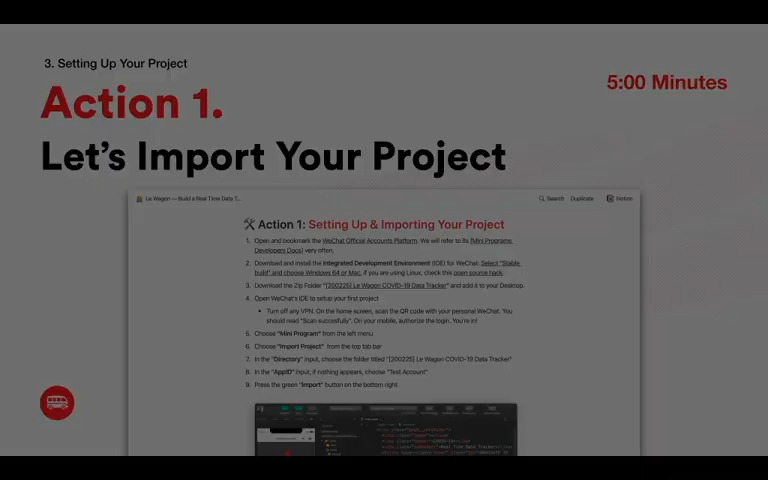 3. Setting Up Your Project
5:00 Minutes
Action 1.
Let's Import Your Project
Le Wagon — Build a Real Time Data T...
Search
Duplicate
Notion
Action 1: Setting Up & Importing Your Project
1. Open and bookmark the WeChat Official Accounts Platform. We will refer to its [Mini Programs
Developers Docs] very often.
2. Download and install the Integrated Development Environment (IDE) for WeChat: Select "Stable
build" and choose Windows 64 or Mac, if you are using Linux, check this open source hack.
3. Download the Zip Folder "[200225] Le Wagon COVID-19 Data Tracker" and add it to your Desktop.
4. Open WeChat's IDE to setup your first project
• Turn off any VPN. On the home screen, scan the QR code with your personal WeChat. You
should read "Scan succesfully". On your mobile, authorize the login. You're in!
5. Choose "Mini Program" from the left menu
6. Choose "Import Project" from the top tab bar
7. In the "Directory" input, choose the folder titled "[200225] Le Wagon COVID-19 Data Tracker"
8. In the "AppID" input, if nothing appears, choose "Test Account"
9. Press the green "Import" button on the bottom right